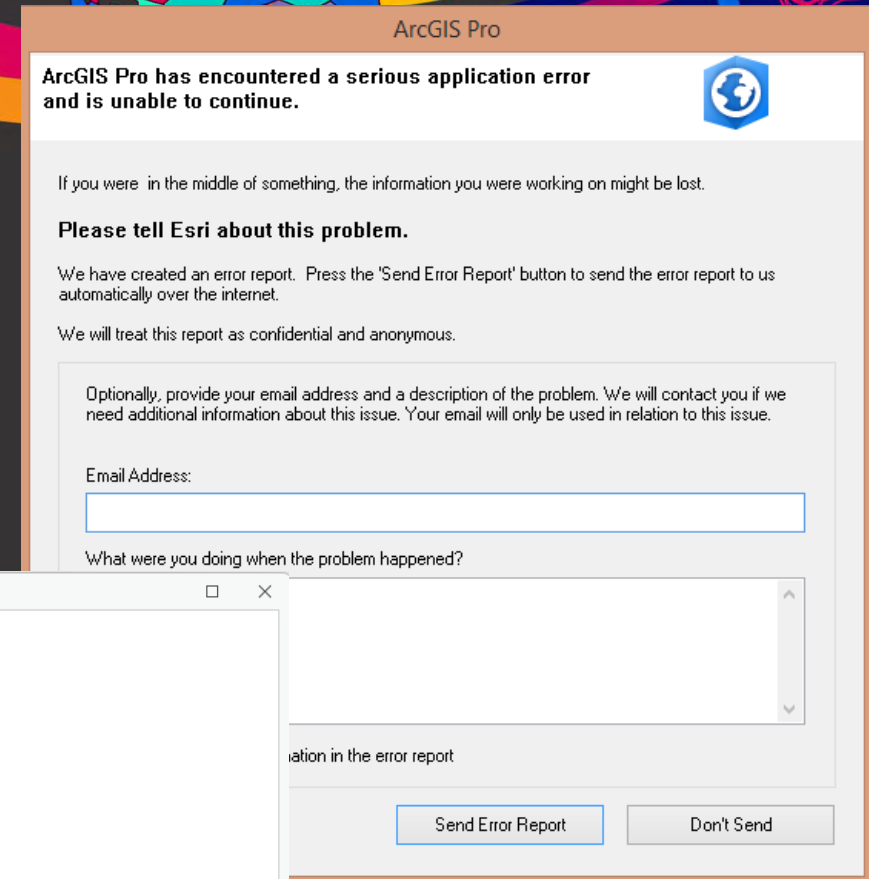 ArcGIS Pro
ArcGIS Pro has encountered a serious application error
and is unable to continue.
If you were  in the middle of something, the information you were working on might be lost.
Please tell Esri about this problem.
We have created an error report.  Press the 'Send Error Report' button to send the error report to us
automatically over the internet.
We will treat this report as confidential and anonymous.
Optionally, provide your email address and a description of the problem. We will contact you if we
need additional information about this issue. Your email will only be used in relation to this issue.
Email Address:
What were you doing when the problem happened?
in the error report
Send Error Report
Don't Send